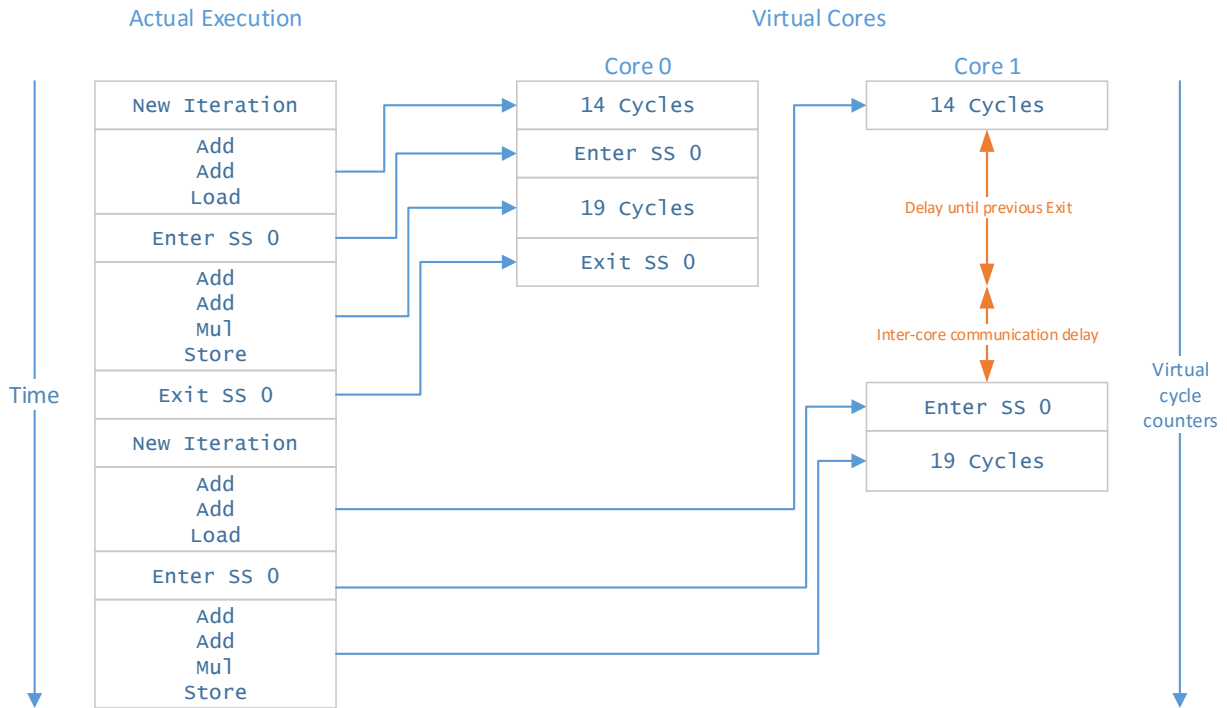 Actual Execution
Virtual Cores
Core 0
Core 1
New Iteration
Add
Add
Load
Enter SS 0
Add
Add
Mul
Store
Exit SS 0
New Iteration
Add
Add
Load
Enter SS 0
Add
Add
Mul
Store
14 Cycles
Enter SS 0
19 Cycles
Exit SS 0
14 Cycles
Delay until previous Exit
Inter-core communication delay
Enter SS 0
19 Cycles
Time
Virtual
cycle
counters